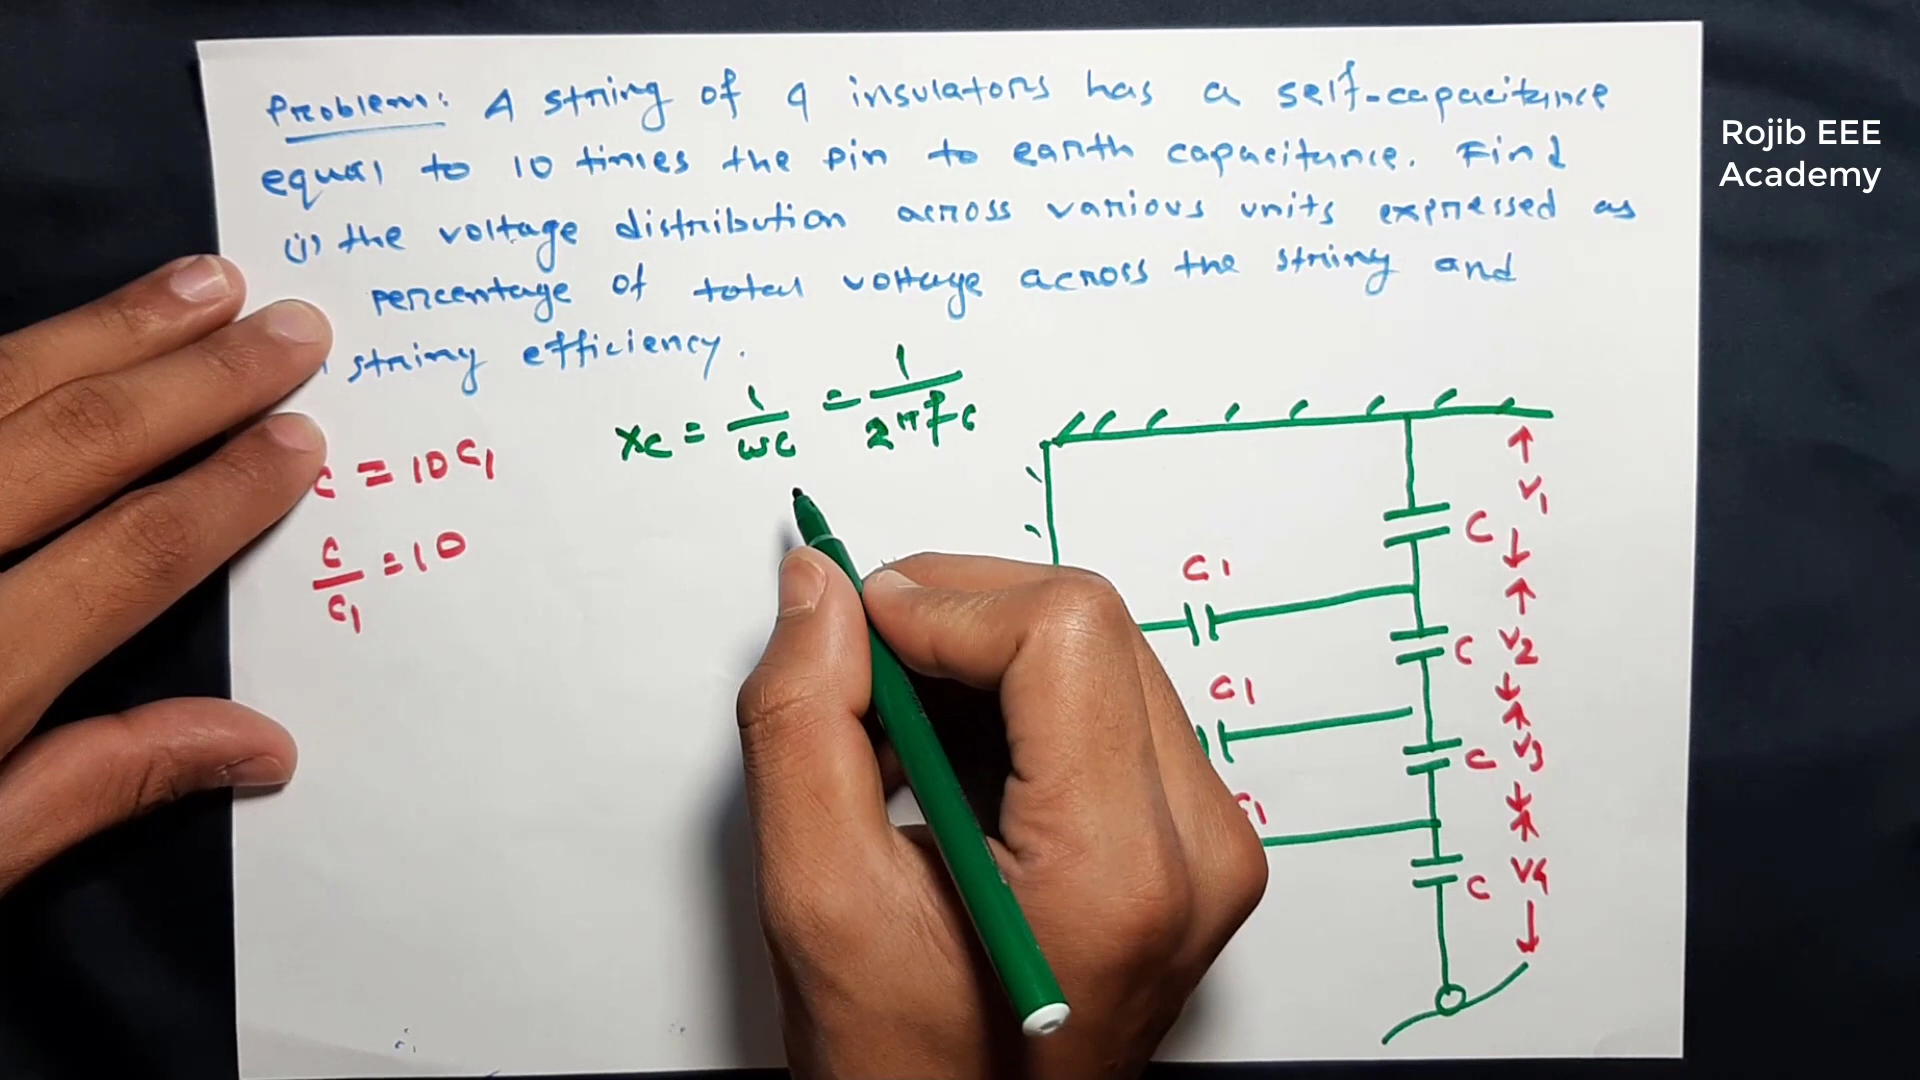 Problem: A string of 4 insulators has a self-capacitance
equal to 10 times the pin to earth capacitance. Find
(i) the voltage distribution across various units expressed as
percentage of total voltage across the string and
string efficiency.
Rojib EEE
Academy
C = 10C1
C/C1 = 10
Xc = 1/ωC = 1/2πfC
V1
C
C1
V2
C
C1
V3
C
C1
V4
C